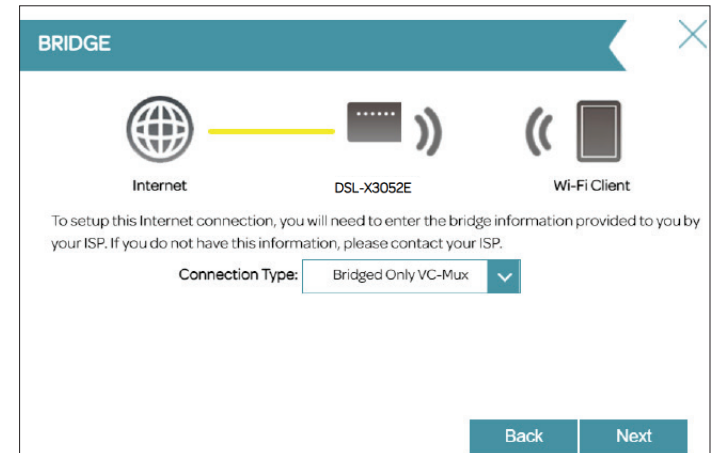 BRIDGE
Internet
DSL-X3052E
Wi-Fi Client
To setup this Internet connection, you will need to enter the bridge information provided to you by
your ISP. If you do not have this information, please contact your ISP.
Connection Type: Bridged Only VC-Mux
Back Next